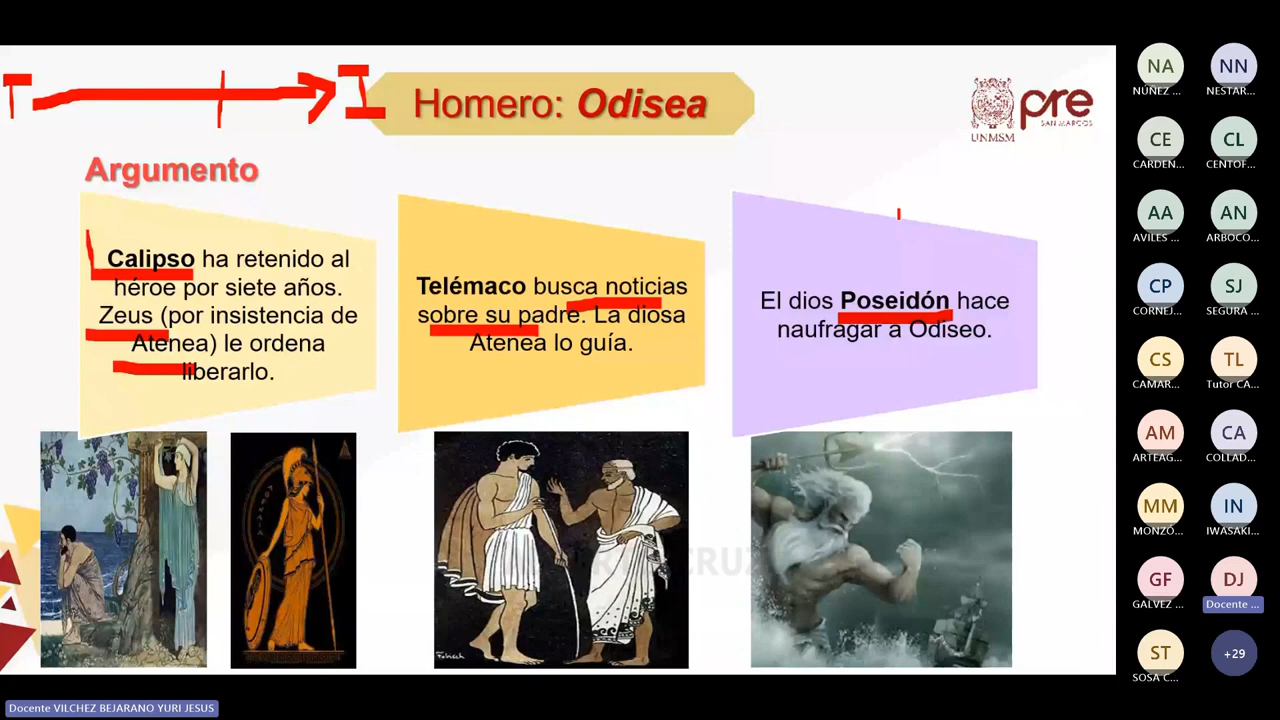 T I
Homero: Odisea
UNMSM
pre
SAN MARCOS
Argumento
Calipso ha retenido al
héroe por siete años.
Zeus (por insistencia de
Atenea) le ordena
liberarlo.
Telémaco busca noticias
sobre su padre. La diosa
Atenea lo guía.
El dios Poseidón hace
naufragar a Odiseo.
NA
NÚÑEZ ...
NN
NESTAR...
CE
CARDEN...
CL
CENTOF...
AA
AVILES ...
AN
ARBOCO...
CP
CORNEJ...
SJ
SEGURA ...
CS
CAMAR...
TL
Tutor CA...
AM
ARTEAG...
CA
COLLAD...
MM
MONZÓ...
IN
IWASAKI...
GF
GALVEZ ...
DJ
Docente ...
ST
SOSA C...
+29
Docente VILCHEZ BEJARANO YURI JESUS